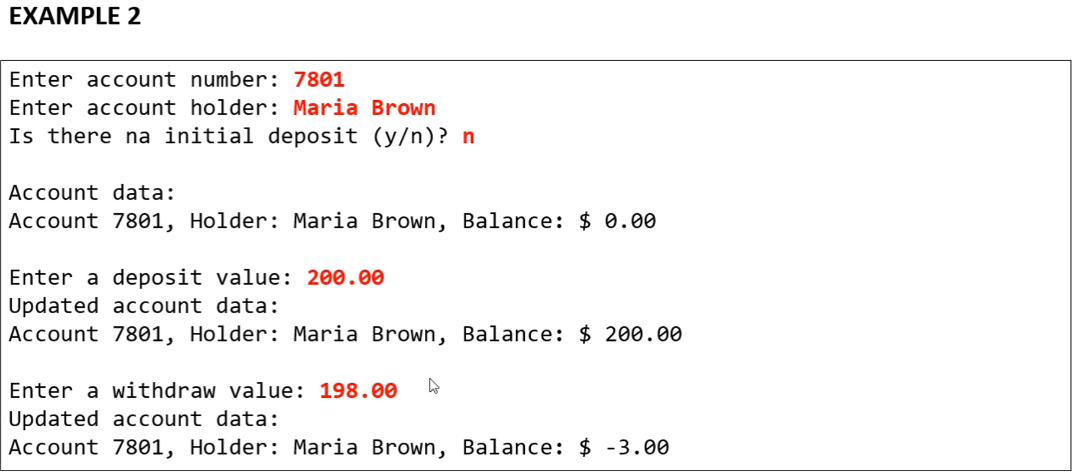 EXAMPLE 2
Enter account number: 7801
Enter account holder: Maria Brown
Is there na initial deposit (y/n)? n
Account data:
Account 7801, Holder: Maria Brown, Balance: $ 0.00
Enter a deposit value: 200.00
Updated account data:
Account 7801, Holder: Maria Brown, Balance: $ 200.00
Enter a withdraw value: 198.00
Updated account data:
Account 7801, Holder: Maria Brown, Balance: $ -3.00